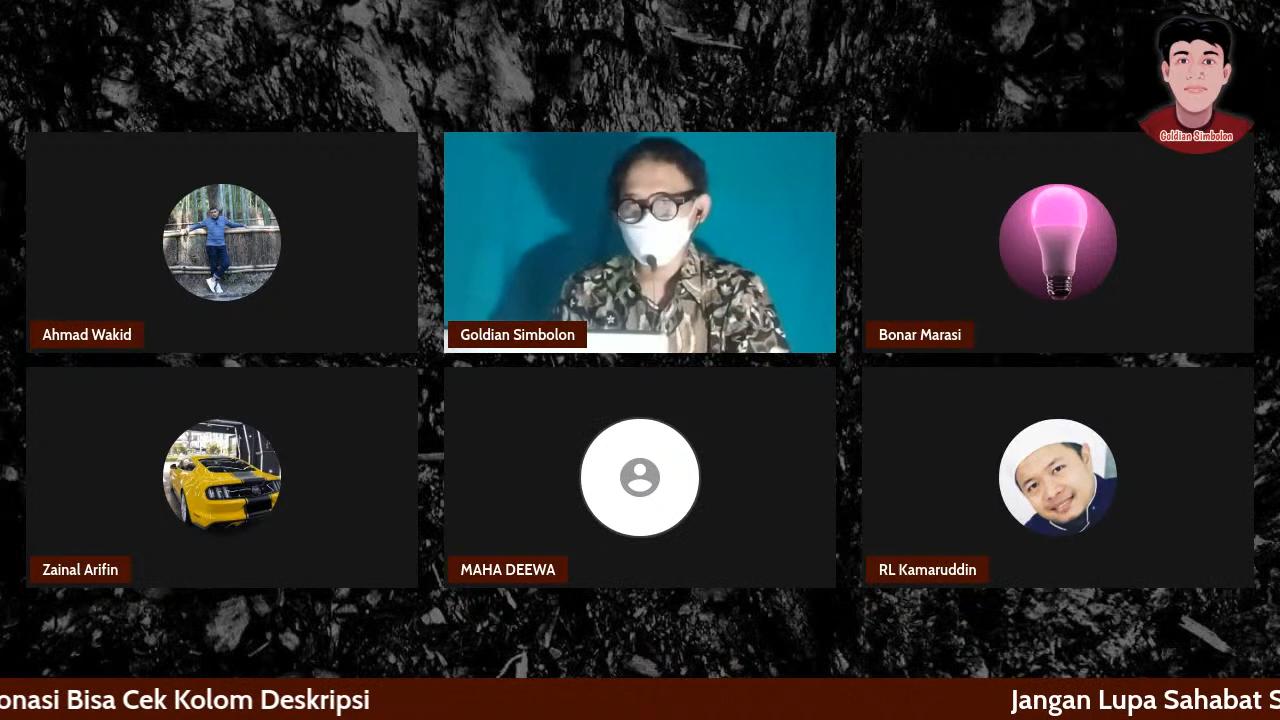 Goldian Simbolon
Ahmad Wakid
Goldian Simbolon
Bonar Marasi
Zainal Arifin
MAHA DEEWA
RL Kamaruddin
onasi Bisa Cek Kolom Deskripsi
Jangan Lupa Sahabat S